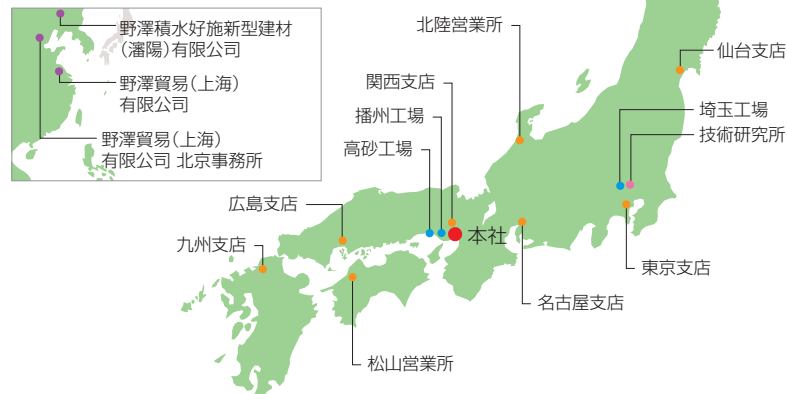 野澤積水好施新型建材
(瀋陽)有限公司
野澤貿易(上海)
有限公司
野澤貿易(上海)
有限公司 北京事務所
北陸営業所
仙台支店
関西支店
播州工場
高砂工場
埼玉工場
技術研究所
広島支店
九州支店
本社
東京支店
名古屋支店
松山営業所